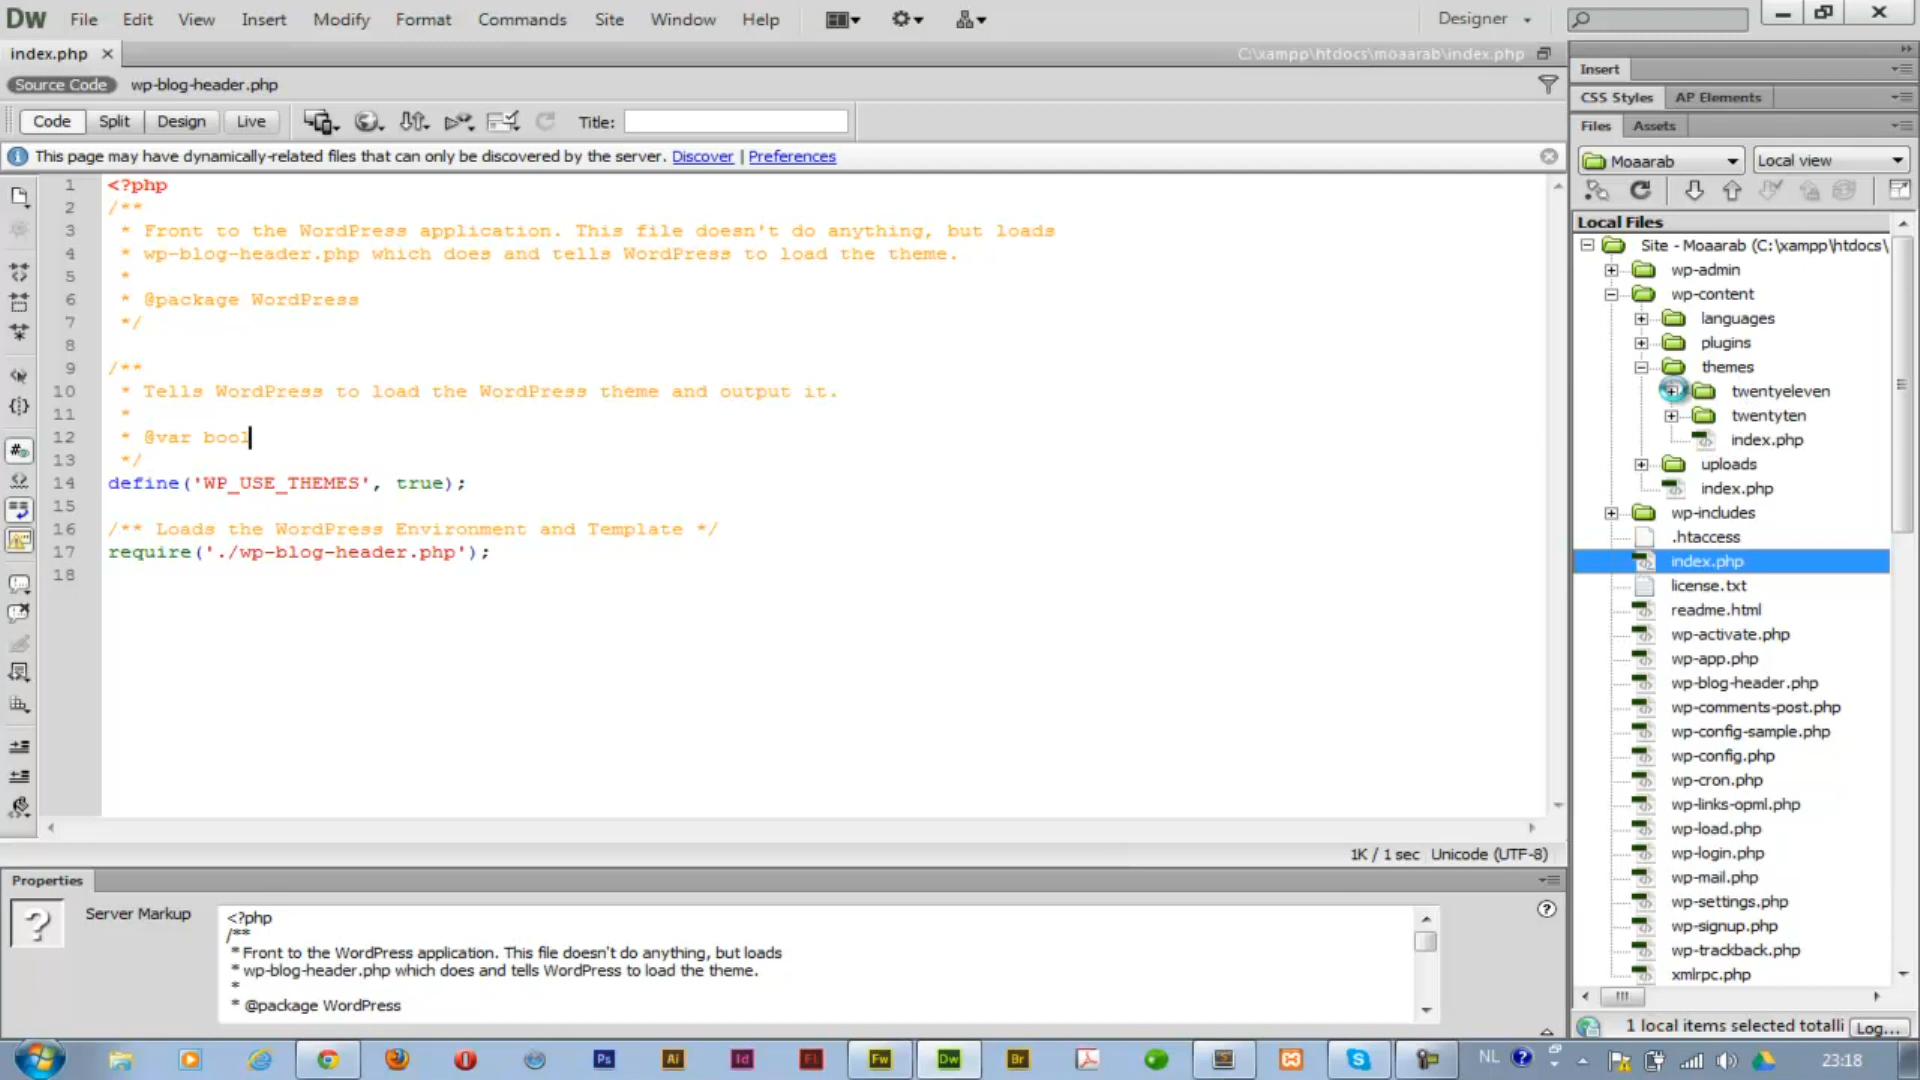 Dw File Edit View Insert Modify Format Commands Site Window Help Designer
index.php × C:\xampp\htdocs\moaarab\index.php
Source Code wp-blog-header.php
Code Split Design Live Title:
This page may have dynamically-related files that can only be discovered by the server. Discover | Preferences
1 <?php
2 /**
3 * Front to the WordPress application. This file doesn't do anything, but loads
4 * wp-blog-header.php which does and tells WordPress to load the theme.
5 *
6 * @package WordPress
7 */
8
9 /**
10 * Tells WordPress to load the WordPress theme and output it.
11 *
12 * @var bool
13 */
14 define('WP_USE_THEMES', true);
15
16 /** Loads the WordPress Environment and Template */
17 require('./wp-blog-header.php');
18
1K / 1 sec Unicode (UTF-8)
Properties
Server Markup
<?php
/**
* Front to the WordPress application. This file doesn't do anything, but loads
* wp-blog-header.php which does and tells WordPress to load the theme.
*
* @package WordPress
Insert
CSS Styles AP Elements
Files Assets
Moaarab Local view
Local Files
Site - Moaarab (C:\xampp\htdocs\
wp-admin
wp-content
languages
plugins
themes
twentyeleven
twentyten
index.php
uploads
index.php
wp-includes
.htaccess
index.php
license.txt
readme.html
wp-activate.php
wp-app.php
wp-blog-header.php
wp-comments-post.php
wp-config-sample.php
wp-config.php
wp-cron.php
wp-links-opml.php
wp-load.php
wp-login.php
wp-mail.php
wp-settings.php
wp-signup.php
wp-trackback.php
xmlrpc.php
1 local items selected totalli Log...
Ps Ai Id Fl Fw Dw Br NL 23:18